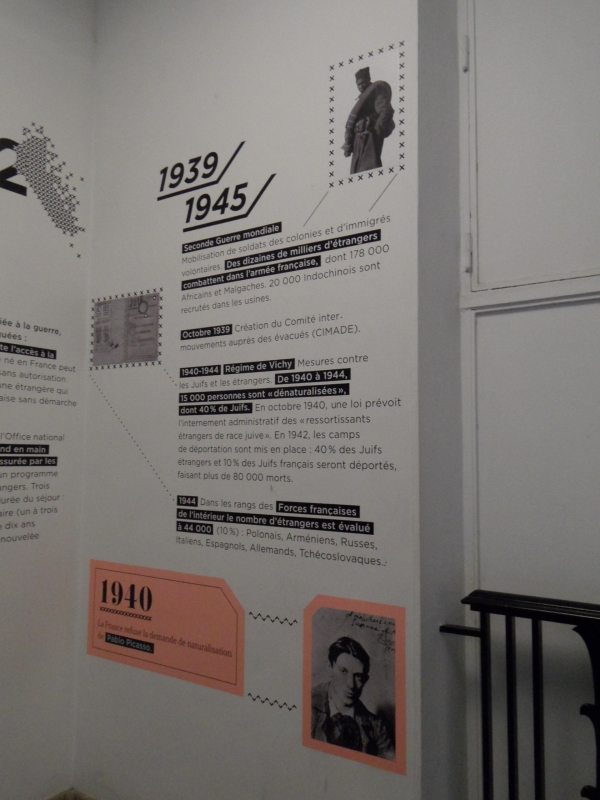 2
iée à la guerre,
uées :
te l'accès à la
né en France peut
sans autorisation
ne étrangère qui
aise sans démarche
l'Office national
nd en main
assurée par les
un programme
angers. Trois
urée du séjour :
aire (un à trois
e dix ans
enouvelée
1939/
1945/
Seconde Guerre mondiale
Mobilisation de soldats des colonies et d'immigrés
volontaires. Des dizaines de milliers d'étrangers
combattent dans l'armée française, dont 178 000
Africains et Malgaches. 20 000 Indochinois sont
recrutés dans les usines.
Octobre 1939 Création du Comité inter-
mouvements auprès des évacués (CIMADE).
1940-1944 Régime de Vichy Mesures contre
les Juifs et les étrangers. De 1940 à 1944,
15 000 personnes sont « dénaturalisées »,
dont 40 % de Juifs. En octobre 1940, une loi prévoit
l'internement administratif des « ressortissants
étrangers de race juive ». En 1942, les camps
de déportation sont mis en place : 40 % des Juifs
étrangers et 10 % des Juifs français seront déportés,
faisant plus de 80 000 morts.
1944 Dans les rangs des Forces françaises
de l'intérieur le nombre d'étrangers est évalué
à 44 000 (10 %) : Polonais, Arméniens, Russes,
Italiens, Espagnols, Allemands, Tchécoslovaques...
1940
La France refuse la demande de naturalisation
de Pablo Picasso.